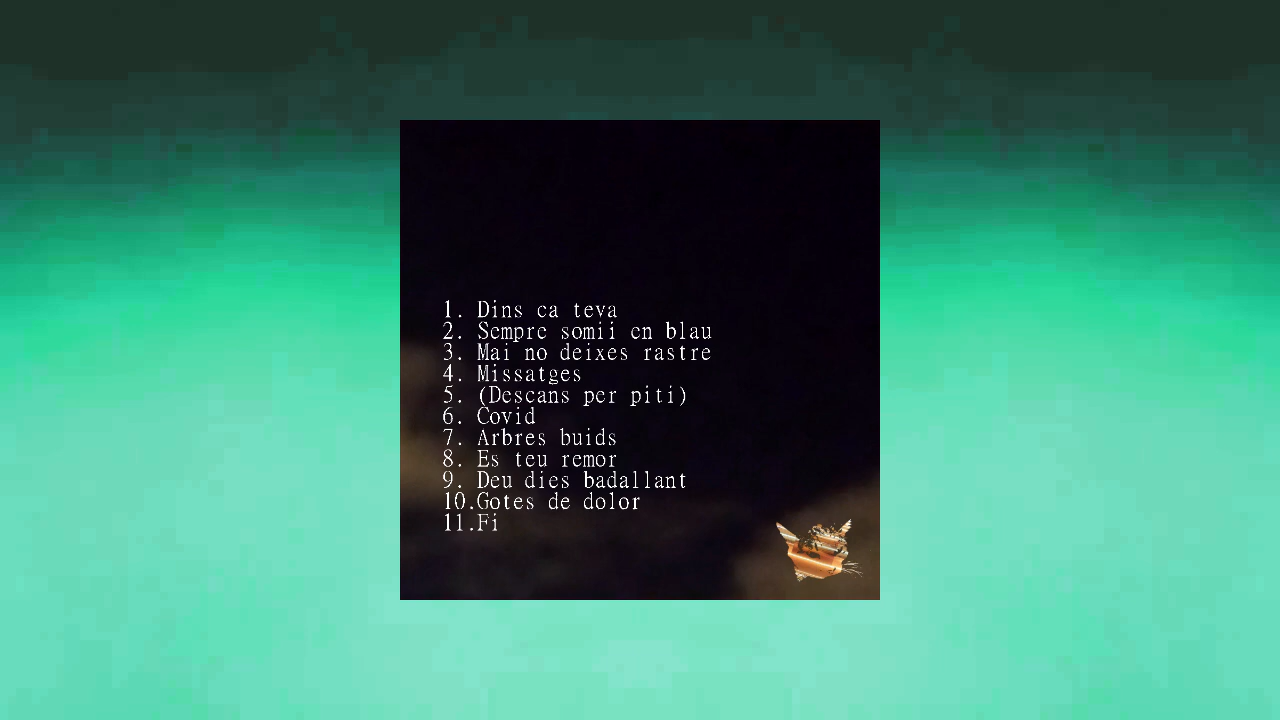 1. Dins ca teva
2. Sempre somii en blau
3. Mai no deixes rastre
4. Missatges
5. (Descans per piti)
6. Covid
7. Arbres buids
8. Es teu remor
9. Deu dies badallant
10.Gotes de dolor
11.Fi